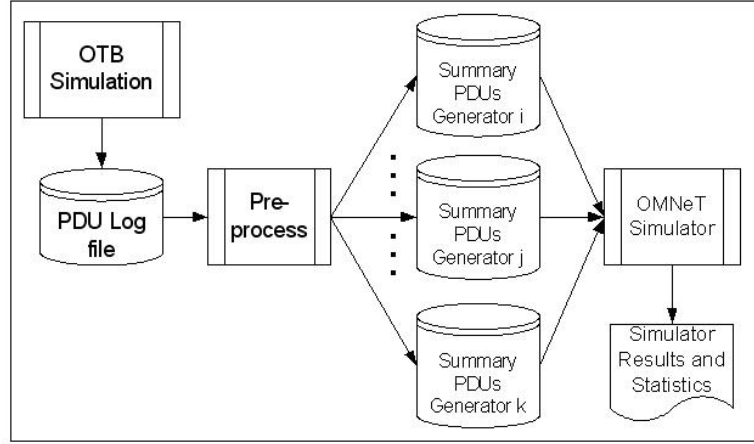 OTB
Simulation
PDU Log
file
Pre-
process
Summary
PDUs
Generator i
Summary
PDUs
Generator j
Summary
PDUs
Generator k
OMNeT
Simulator
Simulator
Results and
Statistics